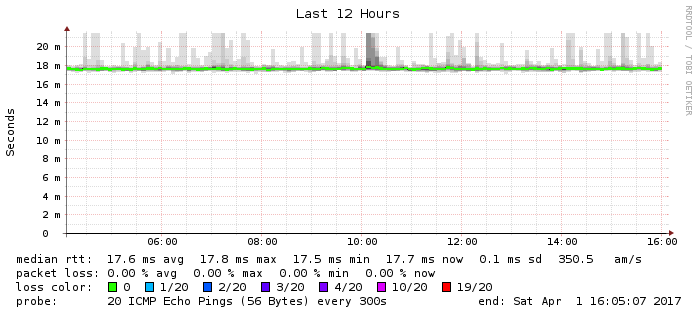 Last 12 Hours
RRDTOOL / TOBI OETIKER
Seconds
20 m
18 m
16 m
14 m
12 m
10 m
8 m
6 m
4 m
2 m
0
06:00 08:00 10:00 12:00 14:00 16:00
median rtt: 17.6 ms avg 17.8 ms max 17.5 ms min 17.7 ms now 0.1 ms sd 350.5 am/s
packet loss: 0.00 % avg 0.00 % max 0.00 % min 0.00 % now
loss color: 0 1/20 2/20 3/20 4/20 10/20 19/20
probe: 20 ICMP Echo Pings (56 Bytes) every 300s end: Sat Apr 1 16:05:07 2017